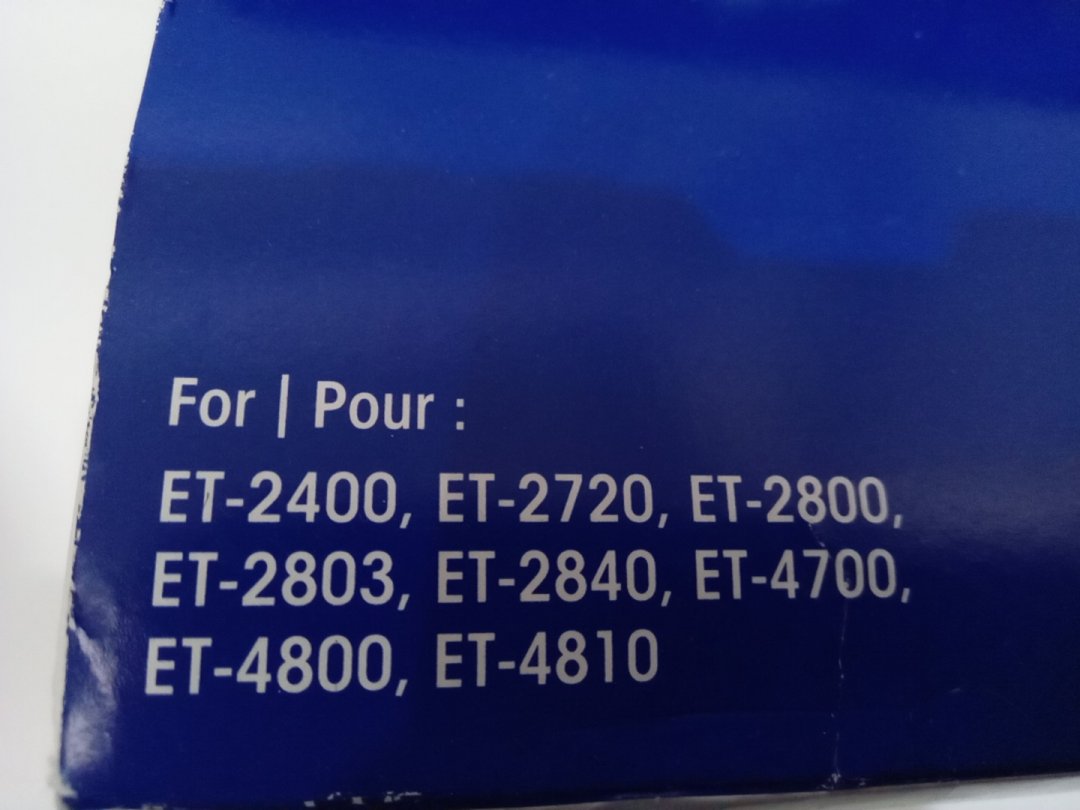 For | Pour :
ET-2400, ET-2720, ET-2800,
ET-2803, ET-2840, ET-4700,
ET-4800, ET-4810